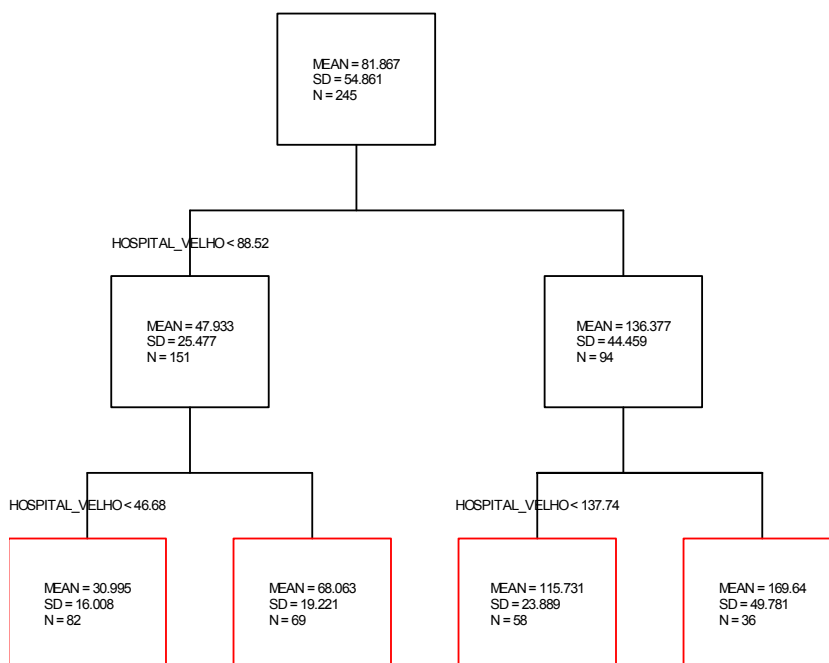 MEAN = 81.867
SD = 54.861
N = 245
HOSPITAL_VELHO < 88.52
MEAN = 47.933
SD = 25.477
N = 151
MEAN = 136.377
SD = 44.459
N = 94
HOSPITAL_VELHO < 46.68
HOSPITAL_VELHO < 137.74
MEAN = 30.995
SD = 16.008
N = 82
MEAN = 68.063
SD = 19.221
N = 69
MEAN = 115.731
SD = 23.889
N = 58
MEAN = 169.64
SD = 49.781
N = 36